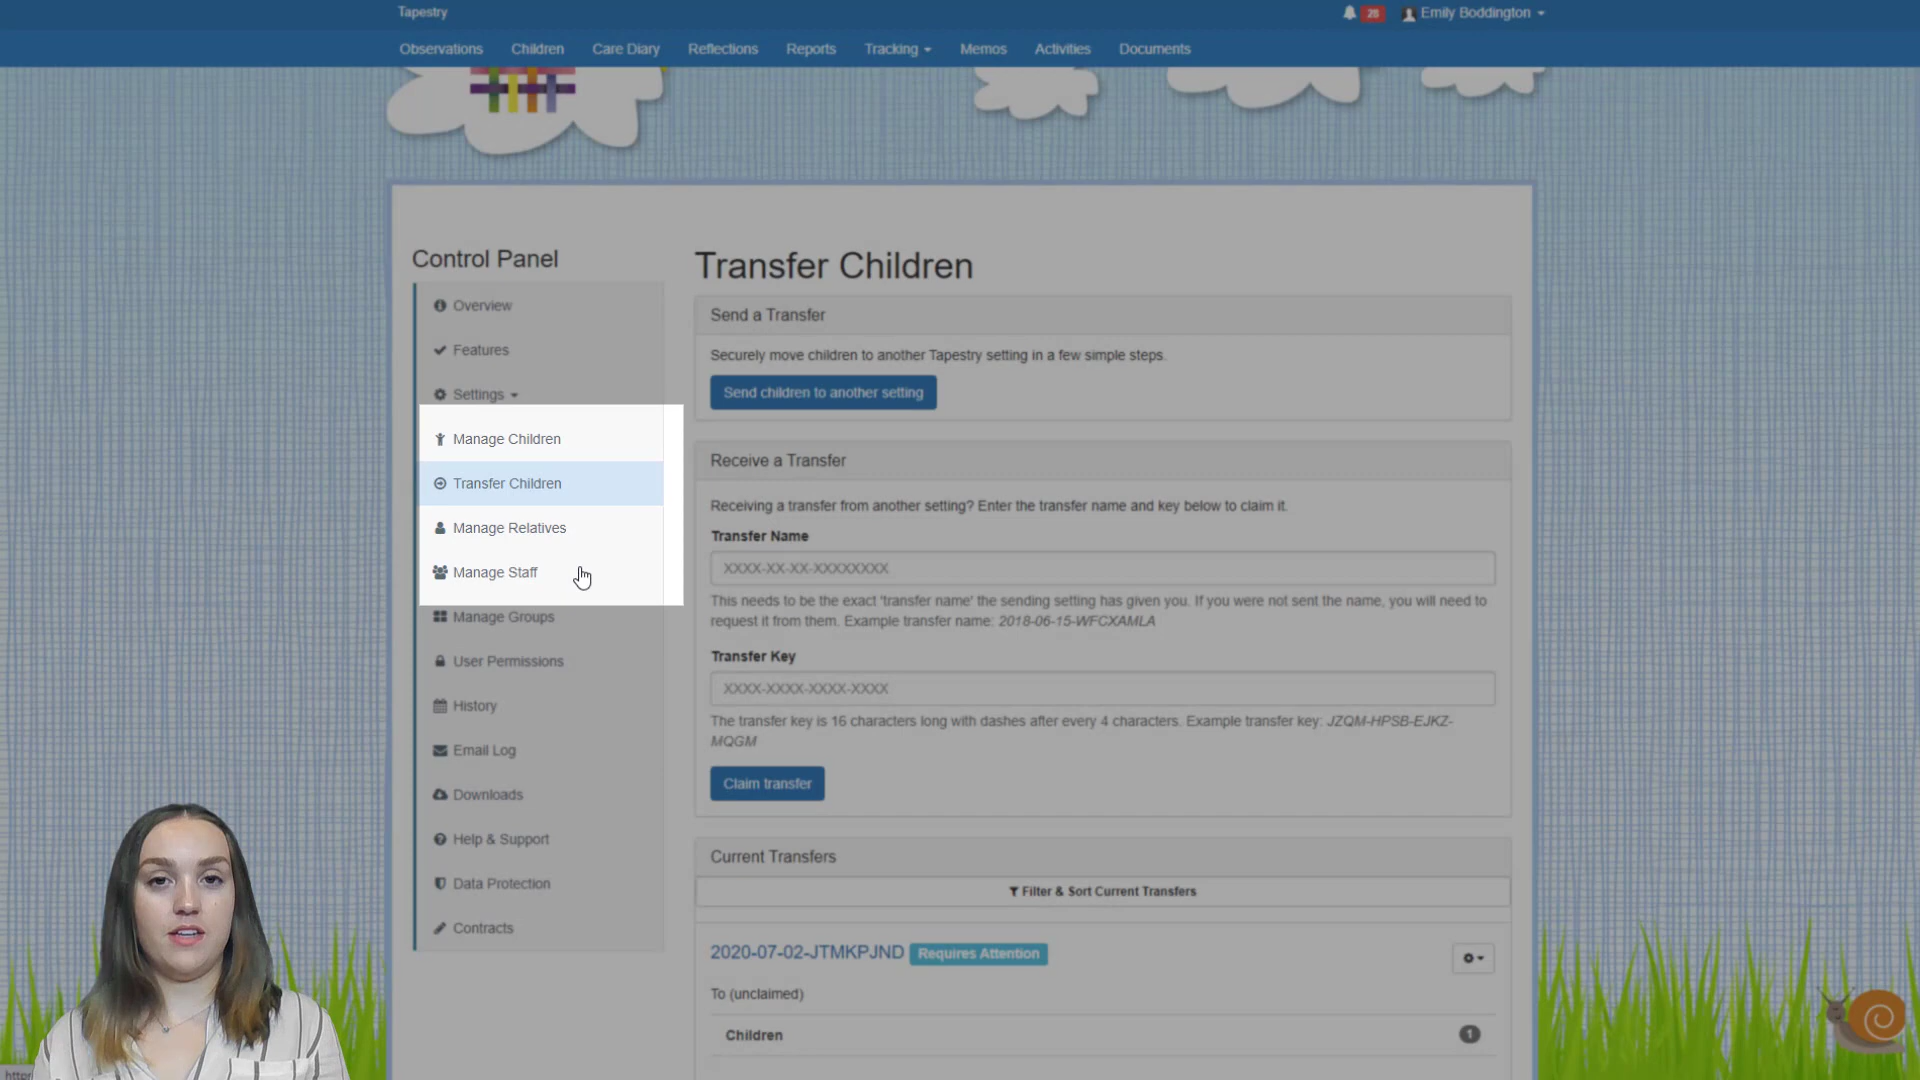 Tapestry
28
Emily Boddington
Observations Children Care Diary Reflections Reports Tracking Memos Activities Documents
Control Panel
Overview
Features
Settings
Manage Children
Transfer Children
Manage Relatives
Manage Staff
Manage Groups
User Permissions
History
Email Log
Downloads
Help & Support
Data Protection
Contracts
Transfer Children
Send a Transfer
Securely move children to another Tapestry setting in a few simple steps.
Send children to another setting
Receive a Transfer
Receiving a transfer from another setting? Enter the transfer name and key below to claim it.
Transfer Name
XXXX-XX-XX-XXXXXXXX
This needs to be the exact 'transfer name' the sending setting has given you. If you were not sent the name, you will need to
request it from them. Example transfer name: 2018-06-15-WFCXAMLA
Transfer Key
XXXX-XXXX-XXXX-XXXX
The transfer key is 16 characters long with dashes after every 4 characters. Example transfer key: JZQM-HPSB-EJKZ-
MQGM
Claim transfer
Current Transfers
Filter & Sort Current Transfers
2020-07-02-JTMKPJND Requires Attention
To (unclaimed)
Children 1